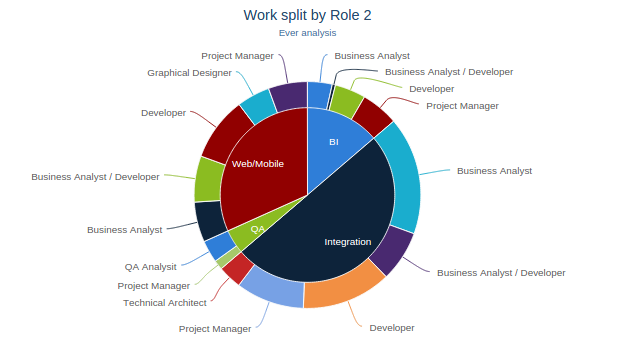 Work split by Role 2
Ever analysis
Project Manager
Business Analyst
Graphical Designer
Business Analyst / Developer
Developer
Project Manager
Developer
BI
Web/Mobile
Business Analyst
Business Analyst / Developer
Business Analyst
QA
Integration
QA Analysit
Business Analyst / Developer
Project Manager
Technical Architect
Project Manager
Developer